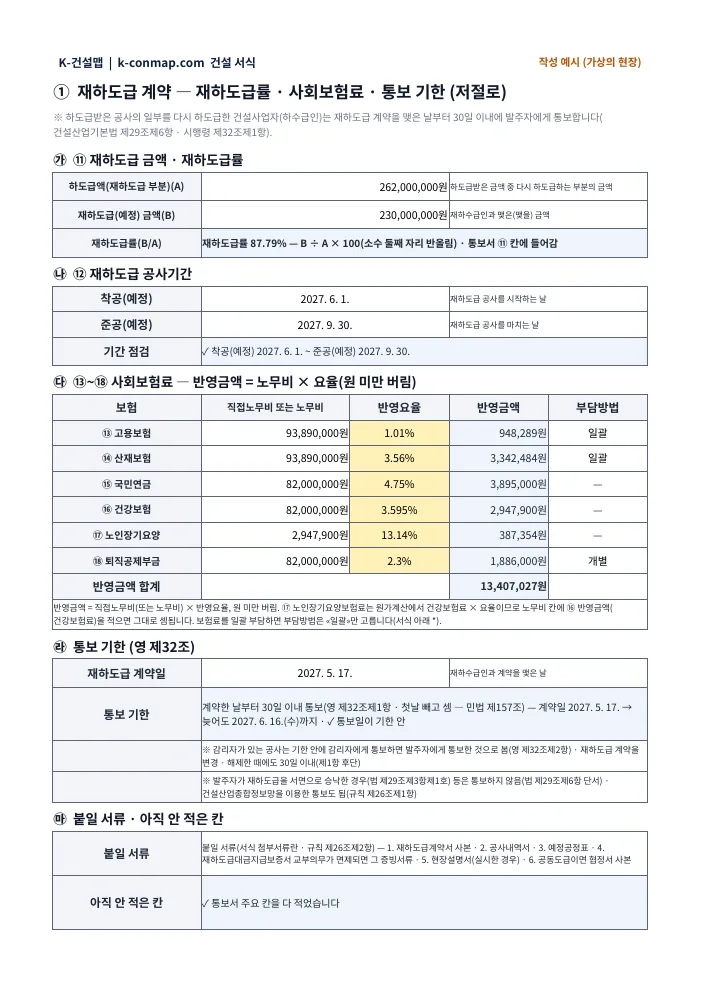 K-건설맵 | k-conmap.com 건설 서식
작성 예시 (가상의 현장)
① 재하도급 계약 — 재하도급률 · 사회보험료 · 통보 기한 (저절로)
※ 하도급받은 공사의 일부를 다시 하도급한 건설사업자(하수급인)는 재하도급 계약을 맺은 날부터 30일 이내에 발주자에게 통보합니다(
건설산업기본법 제29조제6항 · 시행령 제32조제1항).
㉮ ⑪ 재하도급 금액 · 재하도급률
하도급액(재하도급 부분)(A) 262,000,000원 하도급받은 금액 중 다시 하도급하는 부분의 금액
재하도급(예정) 금액(B) 230,000,000원 재하수급인과 맺은(맺을) 금액
재하도급률(B/A) 재하도급률 87.79% — B ÷ A × 100(소수 둘째 자리 반올림) · 통보서 ⑪ 칸에 들어감
㉯ ⑫ 재하도급 공사기간
착공(예정) 2027. 6. 1. 재하도급 공사를 시작하는 날
준공(예정) 2027. 9. 30. 재하도급 공사를 마치는 날
기간 점검 ✓ 착공(예정) 2027. 6. 1. ~ 준공(예정) 2027. 9. 30.
㉰ ⑬~⑱ 사회보험료 — 반영금액 = 노무비 × 요율(원 미만 버림)
보험 직접노무비 또는 노무비 반영요율 반영금액 부담방법
⑬ 고용보험 93,890,000원 1.01% 948,289원 일괄
⑭ 산재보험 93,890,000원 3.56% 3,342,484원 일괄
⑮ 국민연금 82,000,000원 4.75% 3,895,000원 —
⑯ 건강보험 82,000,000원 3.595% 2,947,900원 —
⑰ 노인장기요양 2,947,900원 13.14% 387,354원 —
⑱ 퇴직공제부금 82,000,000원 2.3% 1,886,000원 개별
반영금액 합계 13,407,027원
반영금액 = 직접노무비(또는 노무비) × 반영요율, 원 미만 버림. ⑰ 노인장기요양보험료는 원가계산에서 건강보험료 × 요율이므로 노무비 칸에 ⑯ 반영금액(
건강보험료)을 적으면 그대로 셈됩니다. 보험료를 일괄 부담하면 부담방법은 «일괄»만 고릅니다(서식 아래 *).
㉱ 통보 기한 (영 제32조)
재하도급 계약일 2027. 5. 17. 재하수급인과 계약을 맺은 날
통보 기한 계약한 날부터 30일 이내 통보(영 제32조제1항 · 첫날 빼고 셈 — 민법 제157조) — 계약일 2027. 5. 17. →
늦어도 2027. 6. 16.(수)까지 · ✓ 통보일이 기한 안
※ 감리자가 있는 공사는 기한 안에 감리자에게 통보하면 발주자에게 통보한 것으로 봄(영 제32조제2항) · 재하도급 계약을
변경 · 해제한 때에도 30일 이내(제1항 후단)
※ 발주자가 재하도급을 서면으로 승낙한 경우(법 제29조제3항제1호) 등은 통보하지 않음(법 제29조제6항 단서) ·
건설산업종합정보망을 이용한 통보도 됨(규칙 제26조제1항)
㉲ 붙일 서류 · 아직 안 적은 칸
붙일 서류 붙일 서류(서식 첨부서류란 · 규칙 제26조제2항) — 1. 재하도급계약서 사본 · 2. 공사내역서 · 3. 예정공정표 · 4.
재하도급대금지급보증서 교부의무가 면제되면 그 증빙서류 · 5. 현장설명서(실시한 경우) · 6. 공동도급이면 협정서 사본
아직 안 적은 칸 ✓ 통보서 주요 칸을 다 적었습니다